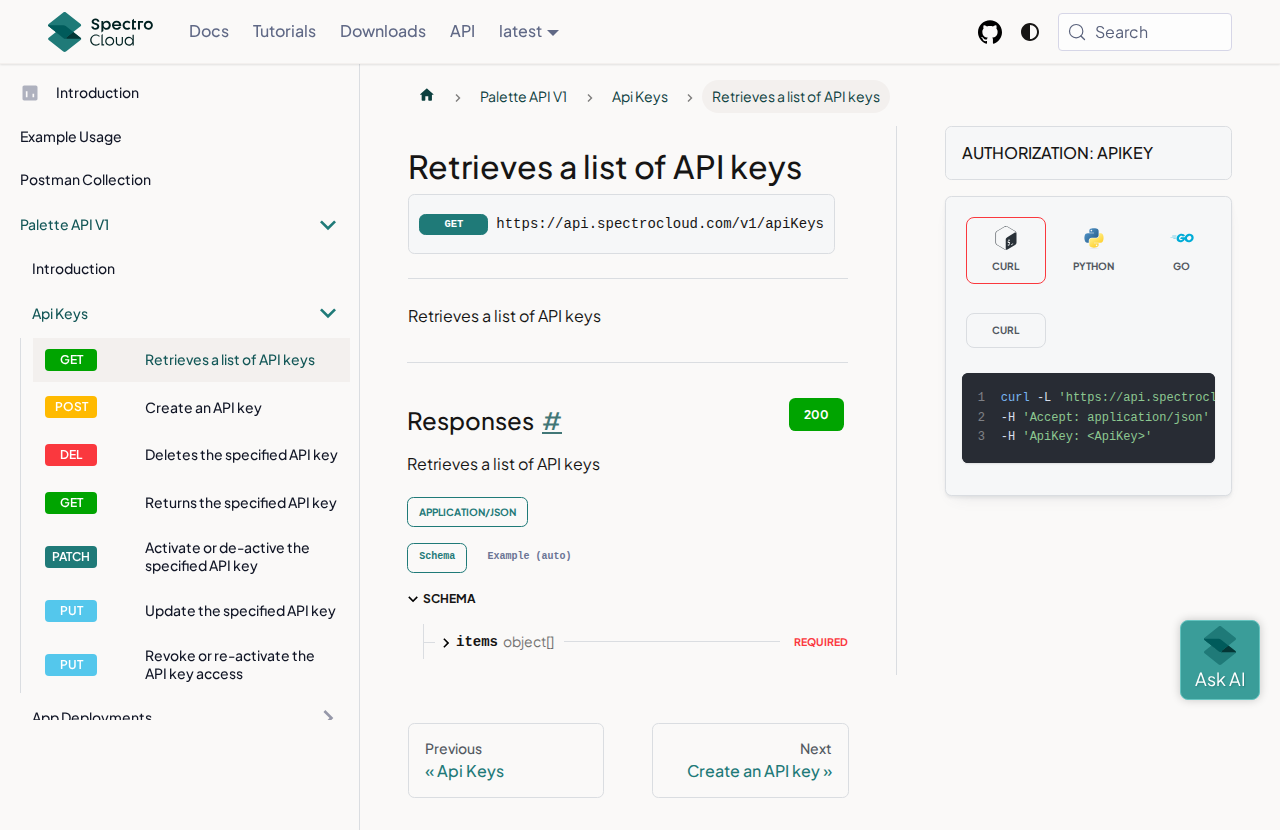 Spectro
Cloud
Docs
Tutorials
Downloads
API
latest
Search
Introduction
Example Usage
Postman Collection
Palette API V1
Introduction
Api Keys
GET Retrieves a list of API keys
POST Create an API key
DEL Deletes the specified API key
GET Returns the specified API key
PATCH Activate or de-active the
specified API key
PUT Update the specified API key
PUT Revoke or re-activate the
API key access
App Deployments
Palette API V1
Api Keys
Retrieves a list of API keys
Retrieves a list of API keys
GET https://api.spectrocloud.com/v1/apiKeys
Retrieves a list of API keys
Responses #
200
Retrieves a list of API keys
APPLICATION/JSON
Schema
Example (auto)
SCHEMA
items object[]
REQUIRED
Previous
« Api Keys
Next
Create an API key »
AUTHORIZATION: APIKEY
CURL
PYTHON
GO
GO
CURL
1 curl -L 'https://api.spectrocl
2 -H 'Accept: application/json'
3 -H 'ApiKey: <ApiKey>'
Ask AI